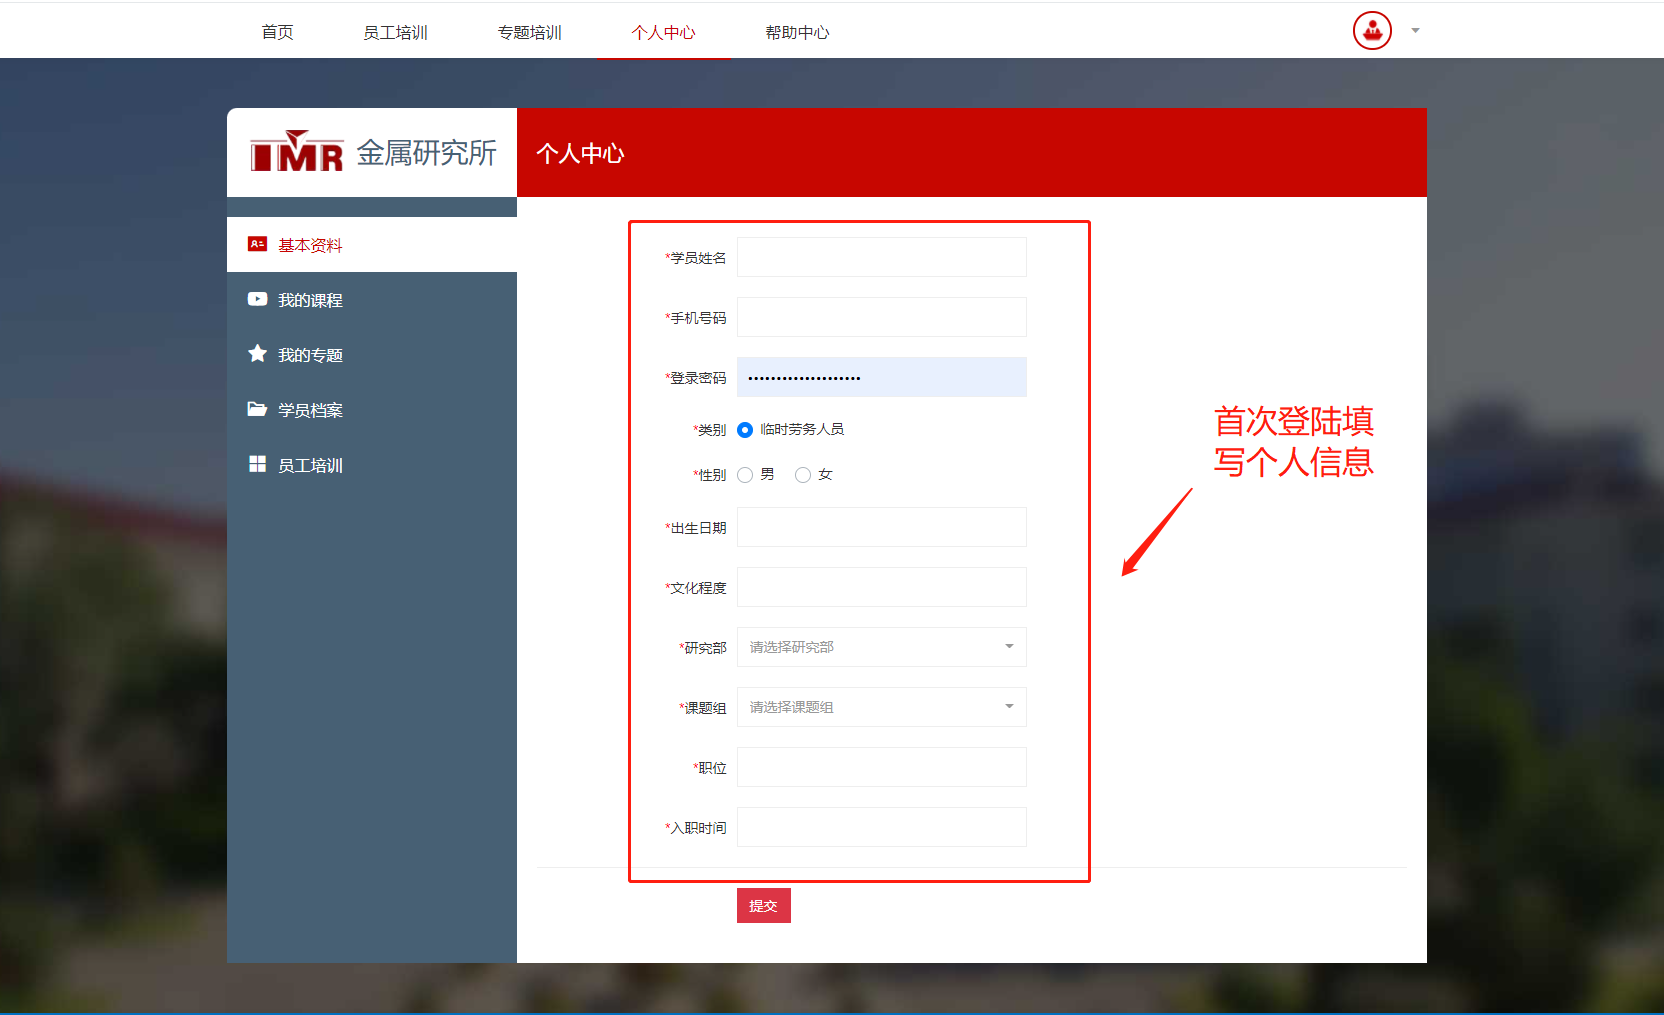 首页
员工培训
专题培训
个人中心
帮助中心
IMR 金属研究所
个人中心
基本资料
我的课程
我的专题
学员档案
员工培训
*学员姓名
*手机号码
*登录密码 ••••••••••••••••••••
*类别 临时劳务人员
*性别 男 女
*出生日期
*文化程度
*研究部 请选择研究部
*课题组 请选择课题组
*职位
*入职时间
提交
首次登陆填
写个人信息